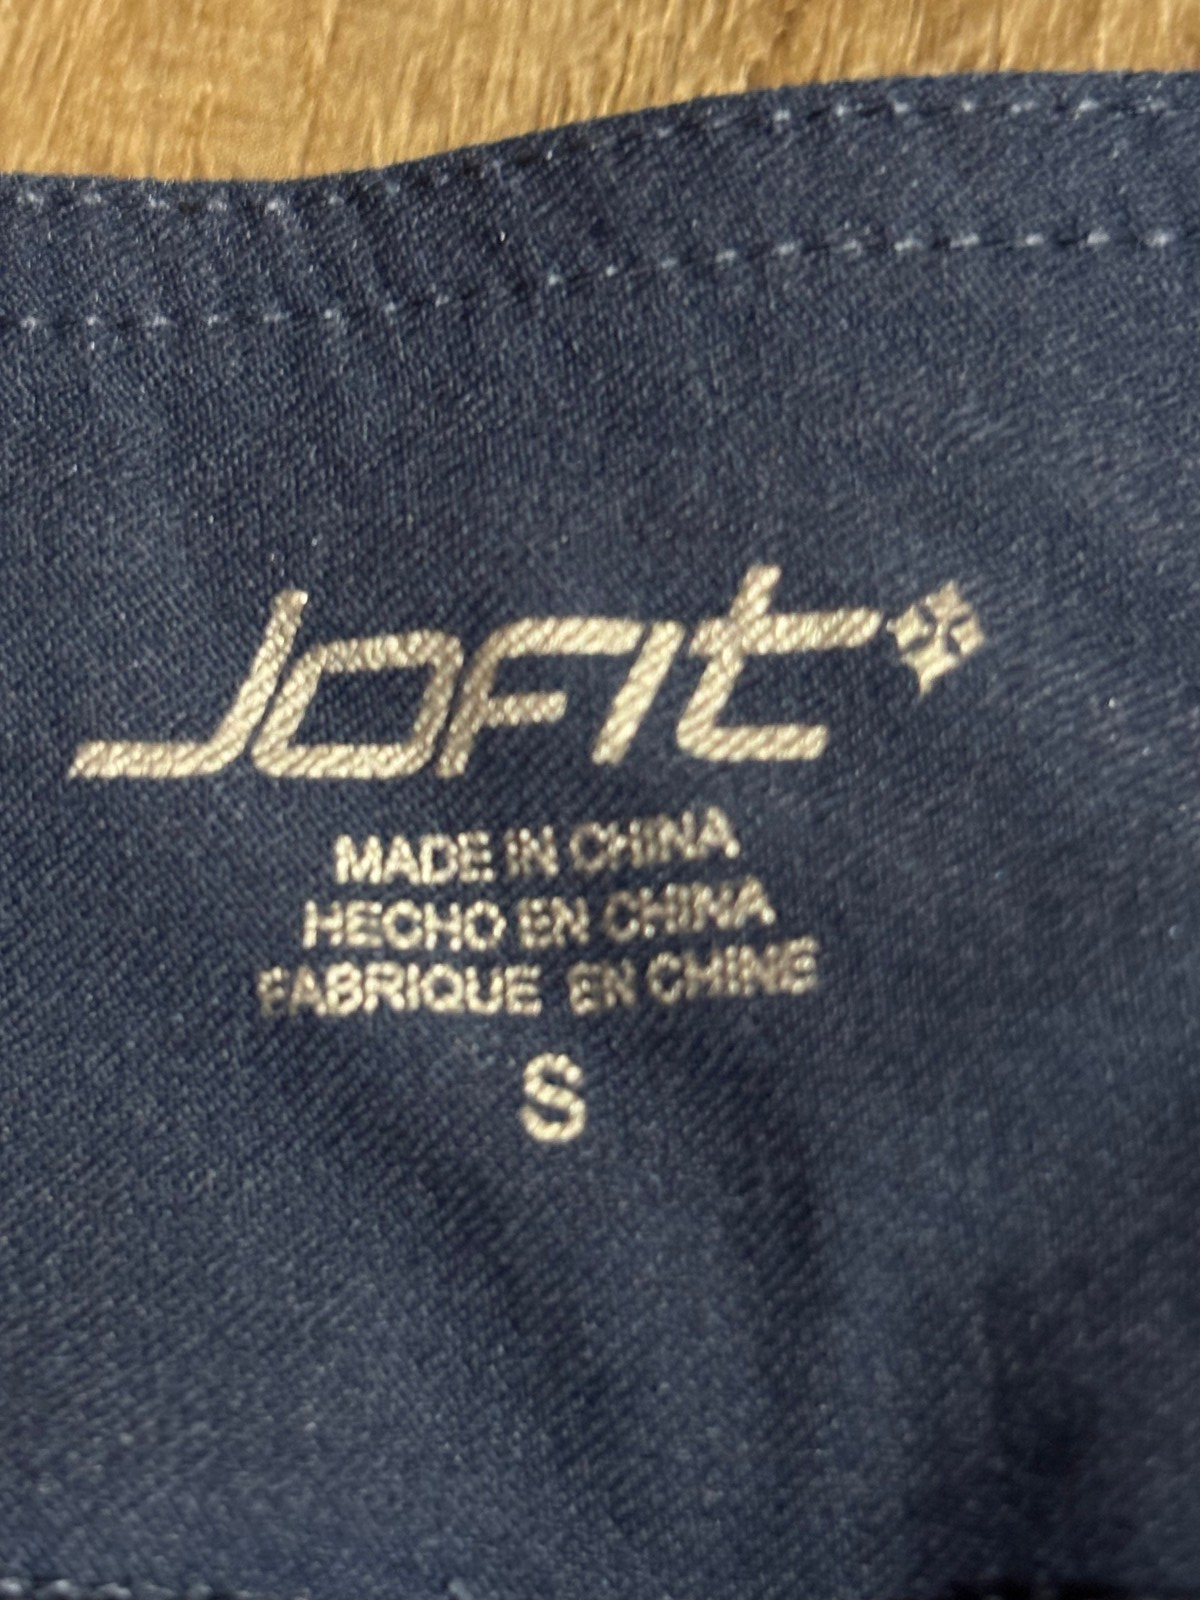 JOFIt
MADE IN CHINA
HECHO EN CHINA
FABRIQUE EN CHINE
S